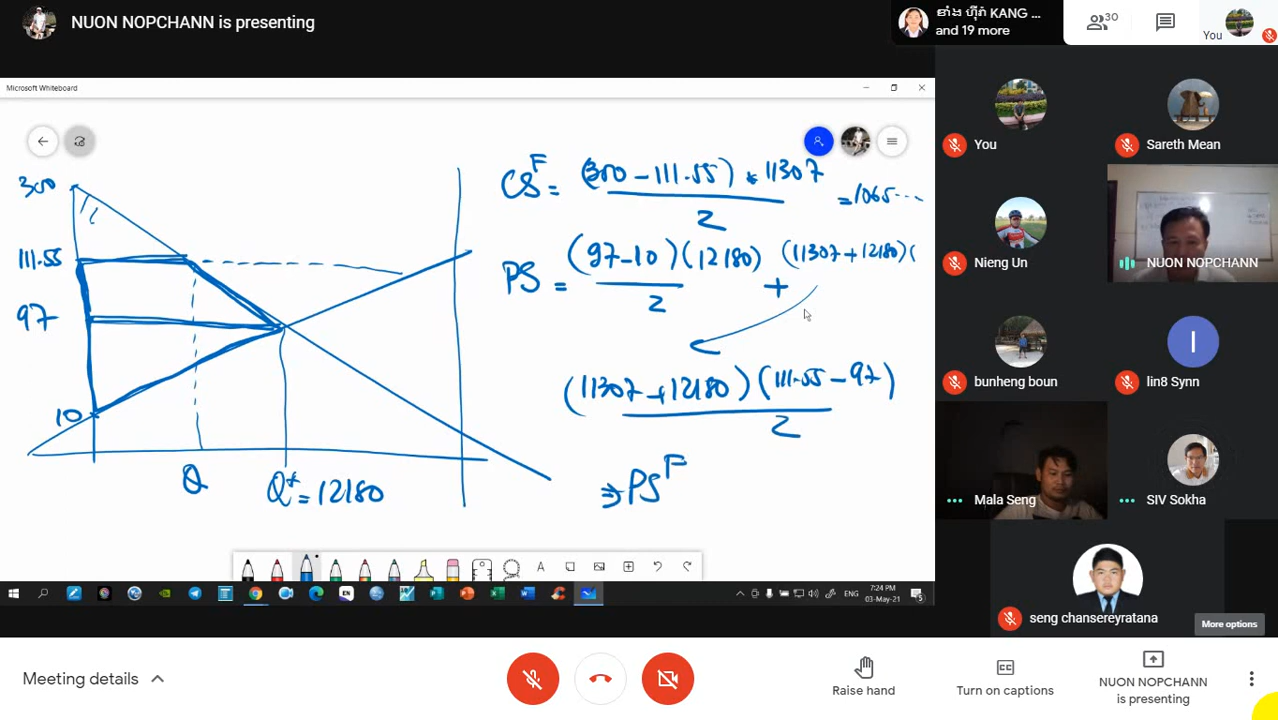 NUON NOPCHANN is presenting
ខាំង ហ៊ុក KANG ...
and 19 more
30
You
Microsoft Whiteboard
300
111.55
97
10
Q
Q* = 12180
CS^F = (300 - 111.55) * 11307
2
= 1065...
PS = (97-10)(12180)
2
+ (11307+12180)(
(11307+12180)(111.55-97)
2
⇒ PS^F
You
Sareth Mean
Nieng Un
NUON NOPCHANN
bunheng boun
I
lin8 Synn
Mala Seng
SIV Sokha
seng chansereyratana
More options
A
EN
ENG
7:24 PM
03-May-21
5
Meeting details
Raise hand
Turn on captions
NUON NOPCHANN
is presenting